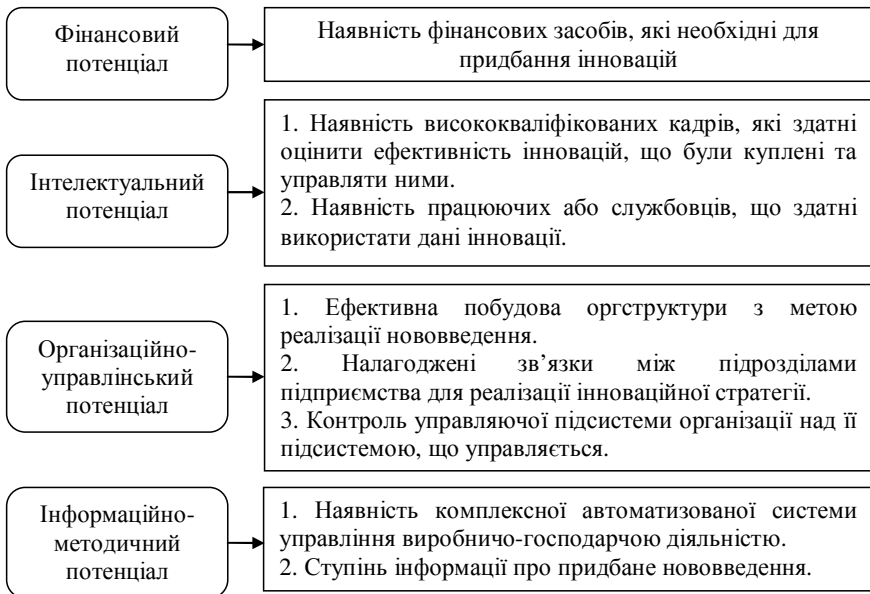 Фінансовий
потенціал
Наявність фінансових засобів, які необхідні для
придбання інновацій
Інтелектуальний
потенціал
1. Наявність висококваліфікованих кадрів, які здатні
оцінити ефективність інновацій, що були куплені та
управляти ними.
2. Наявність працюючих або службовців, що здатні
використати дані інновації.
Організаційно-
управлінський
потенціал
1. Ефективна побудова оргструктури з метою
реалізації нововведення.
2. Налагоджені зв’язки між підрозділами
підприємства для реалізації інноваційної стратегії.
3. Контроль управляючої підсистеми організації над її
підсистемою, що управляється.
Інформаційно-
методичний
потенціал
1. Наявність комплексної автоматизованої системи
управління виробничо-господарчою діяльністю.
2. Ступінь інформації про придбане нововведення.